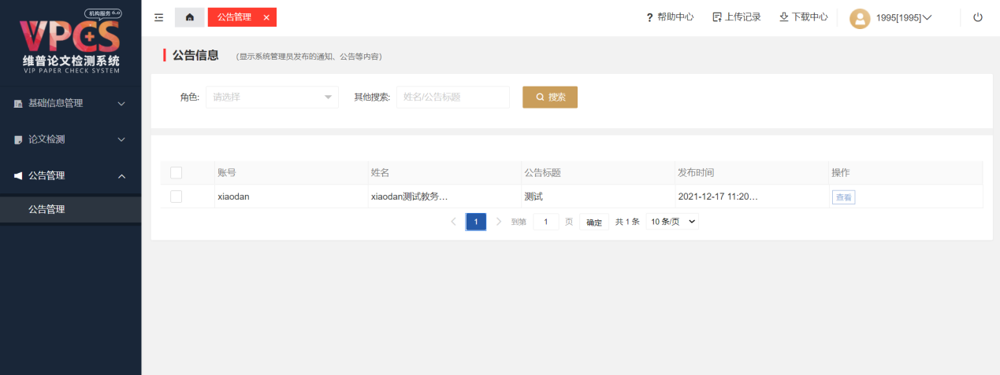 机构服务 6.0
VPCS
维普论文检测系统
VIP PAPER CHECK SYSTEM
公告管理 ×
? 帮助中心 上传记录 下载中心 1995[1995]
基础信息管理
论文检测
公告管理
公告管理
公告信息 (显示系统管理员发布的通知、公告等内容)
角色: 请选择 其他搜索: 姓名/公告标题 搜索
账号 姓名 公告标题 发布时间 操作
xiaodan xiaodan测试教务... 测试 2021-12-17 11:20... 查看
< 1 > 到第 1 页 确定 共 1 条 10 条/页